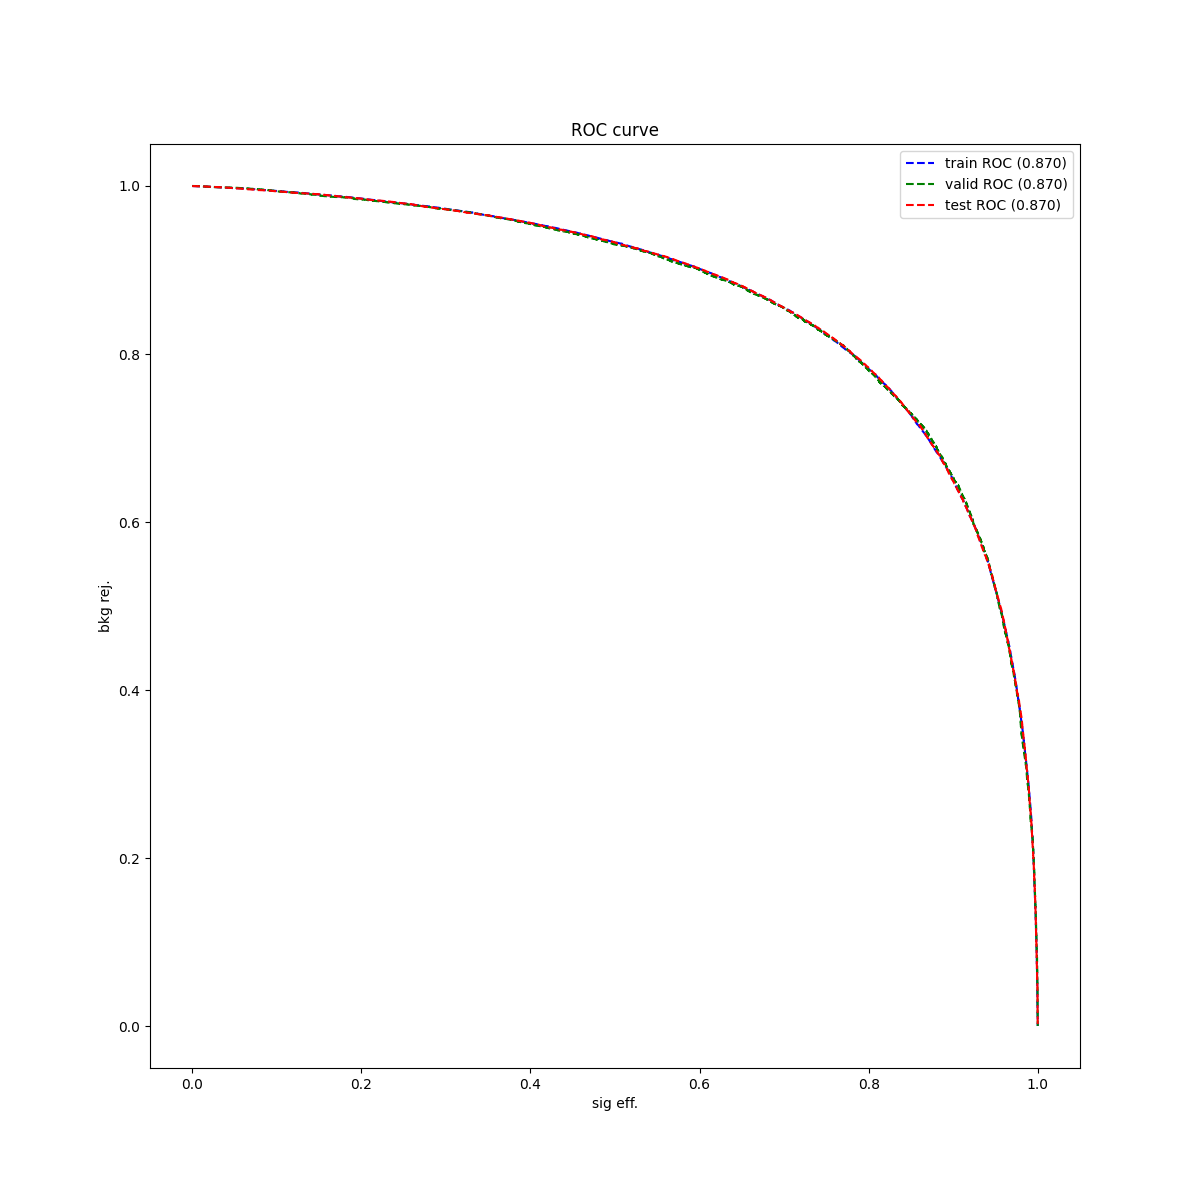 ROC curve
train ROC (0.870)
valid ROC (0.870)
test ROC (0.870)
1.0
0.8
0.6
0.4
0.2
0.0
bkg rej.
0.0 0.2 0.4 0.6 0.8 1.0
sig eff.